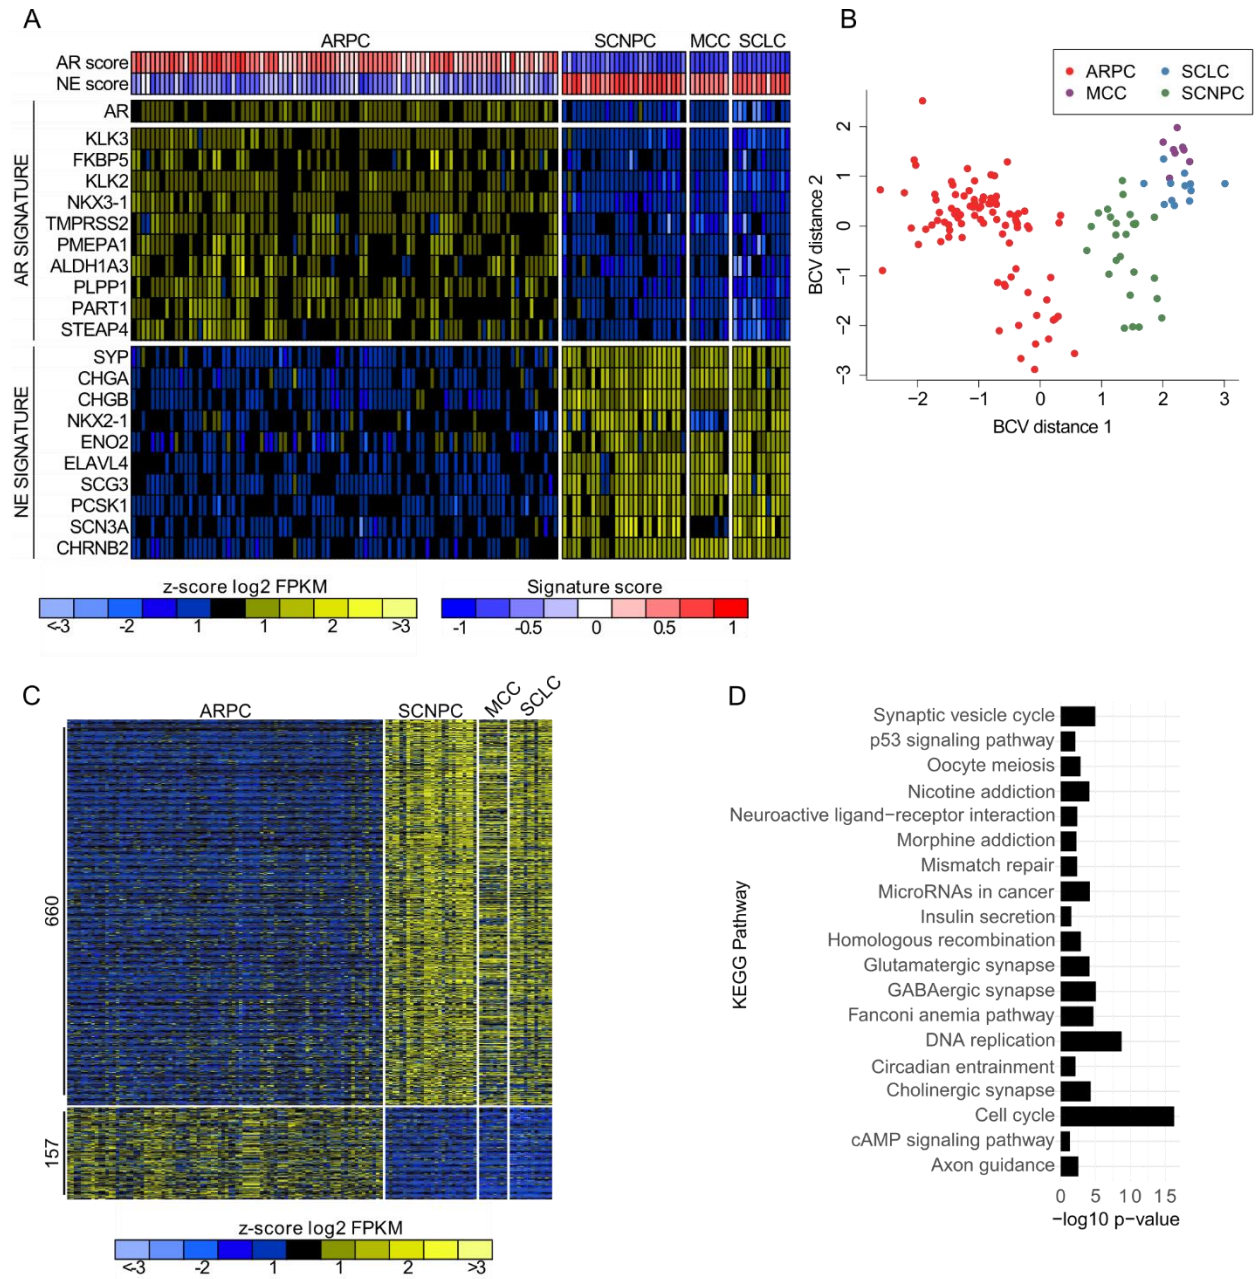 A
ARPC
SCNPC
MCC
SCLC
AR score
NE score
AR SIGNATURE
AR
KLK3
FKBP5
KLK2
NKX3-1
TMPRSS2
PMEPA1
ALDH1A3
PLPP1
PART1
STEAP4
NE SIGNATURE
SYP
CHGA
CHGB
NKX2-1
ENO2
ELAVL4
SCG3
PCSK1
SCN3A
CHRNB2
z-score log2 FPKM
<-3 -2 1 1 2 >3
Signature score
-1 -0.5 0 0.5 1
B
ARPC
MCC
SCLC
SCNPC
BCV distance 2
2
1
0
−1
−2
−3
−2 −1 0 1 2 3
BCV distance 1
C
ARPC
SCNPC
MCC
SCLC
660
157
z-score log2 FPKM
<-3 -2 1 1 2 >3
D
KEGG Pathway
Synaptic vesicle cycle
p53 signaling pathway
Oocyte meiosis
Nicotine addiction
Neuroactive ligand−receptor interaction
Morphine addiction
Mismatch repair
MicroRNAs in cancer
Insulin secretion
Homologous recombination
Glutamatergic synapse
GABAergic synapse
Fanconi anemia pathway
DNA replication
Circadian entrainment
Cholinergic synapse
Cell cycle
cAMP signaling pathway
Axon guidance
0 5 10 15
−log10 p−value